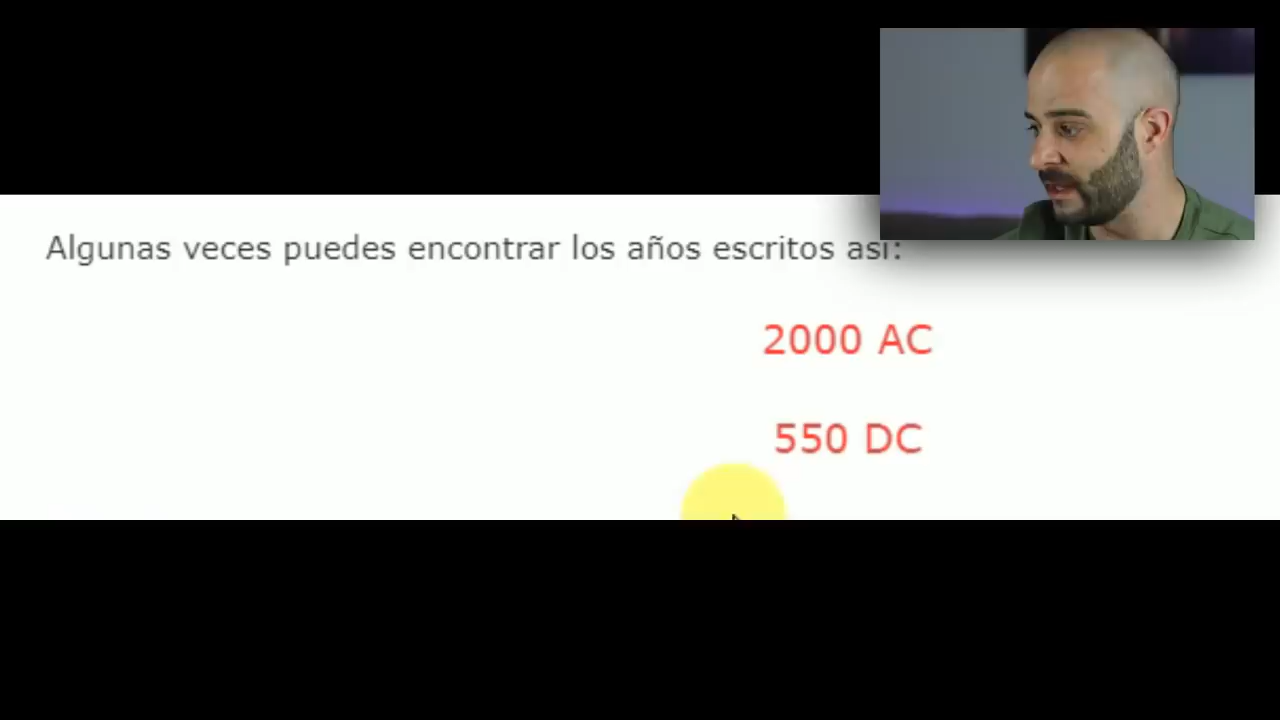 Algunas veces puedes encontrar los años escritos así:
2000 AC
550 DC